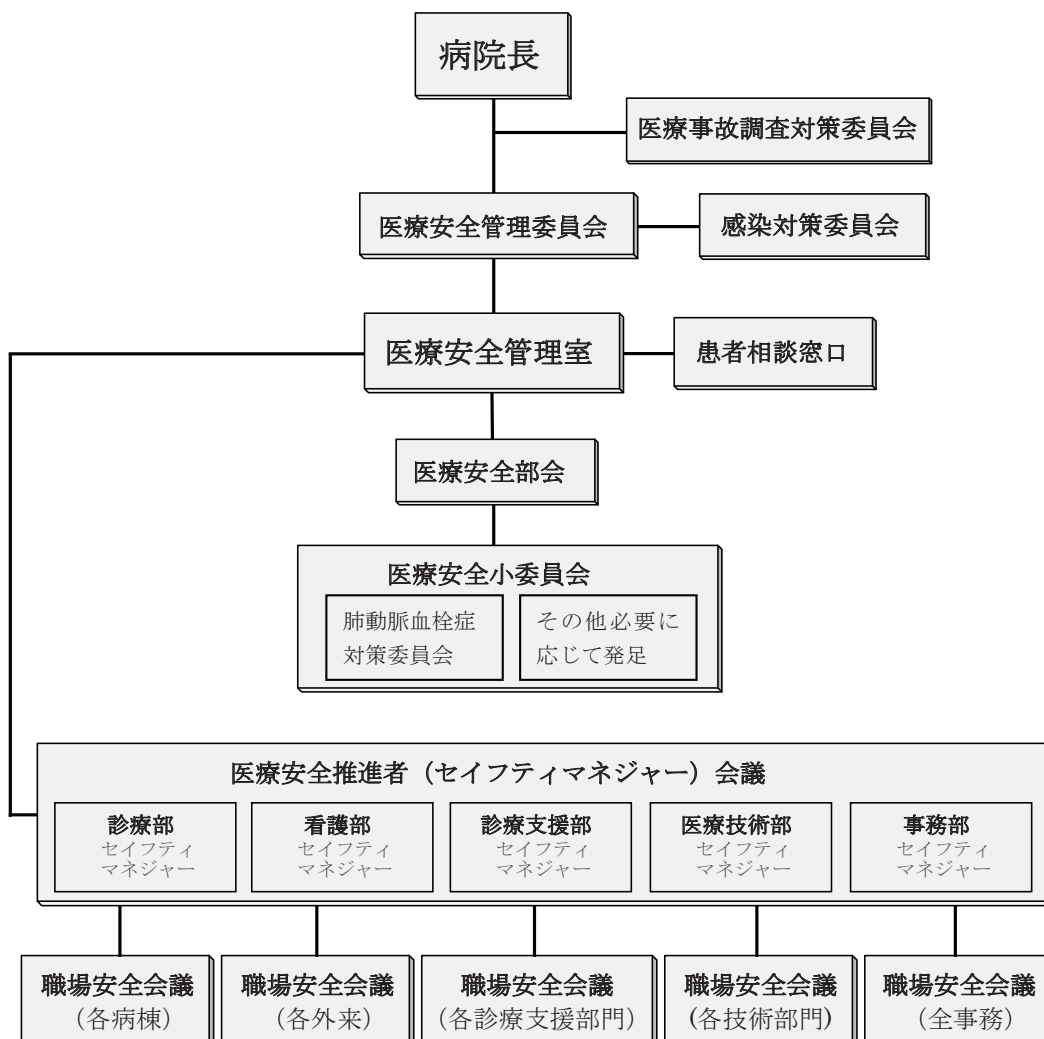 病院長
医療事故調査対策委員会
医療安全管理委員会
感染対策委員会
医療安全管理室
患者相談窓口
医療安全部会
医療安全小委員会
肺動脈血栓症
対策委員会
その他必要に
応じて発足
医療安全推進者（セイフティマネジャー）会議
診療部
セイフティ
マネジャー
看護部
セイフティ
マネジャー
診療支援部
セイフティ
マネジャー
医療技術部
セイフティ
マネジャー
事務部
セイフティ
マネジャー
職場安全会議
（各病棟）
職場安全会議
（各外来）
職場安全会議
（各診療支援部門）
職場安全会議
(各技術部門)
職場安全会議
（全事務）